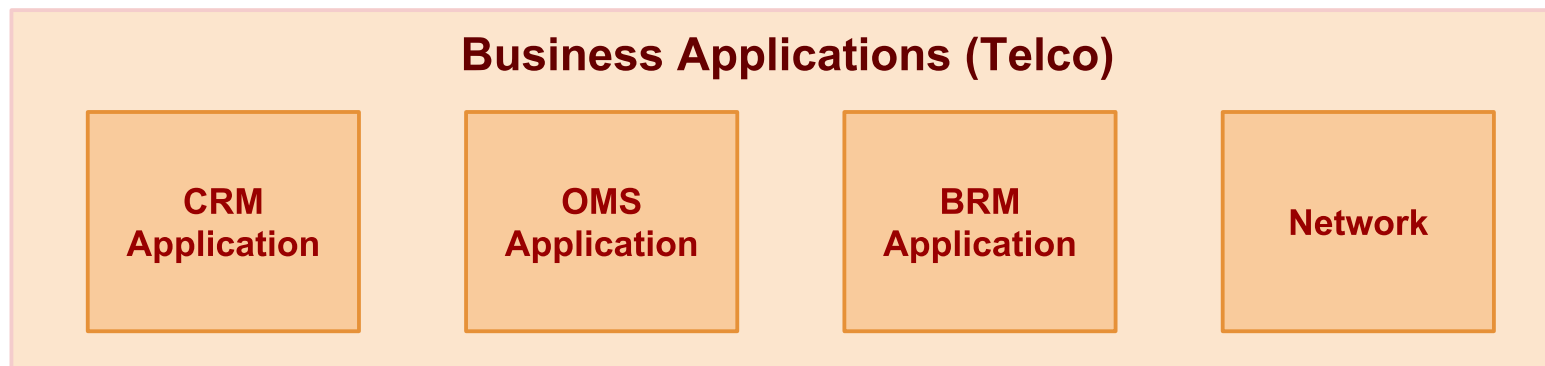 Business Applications (Telco)
CRM
Application
OMS
Application
BRM
Application
Network